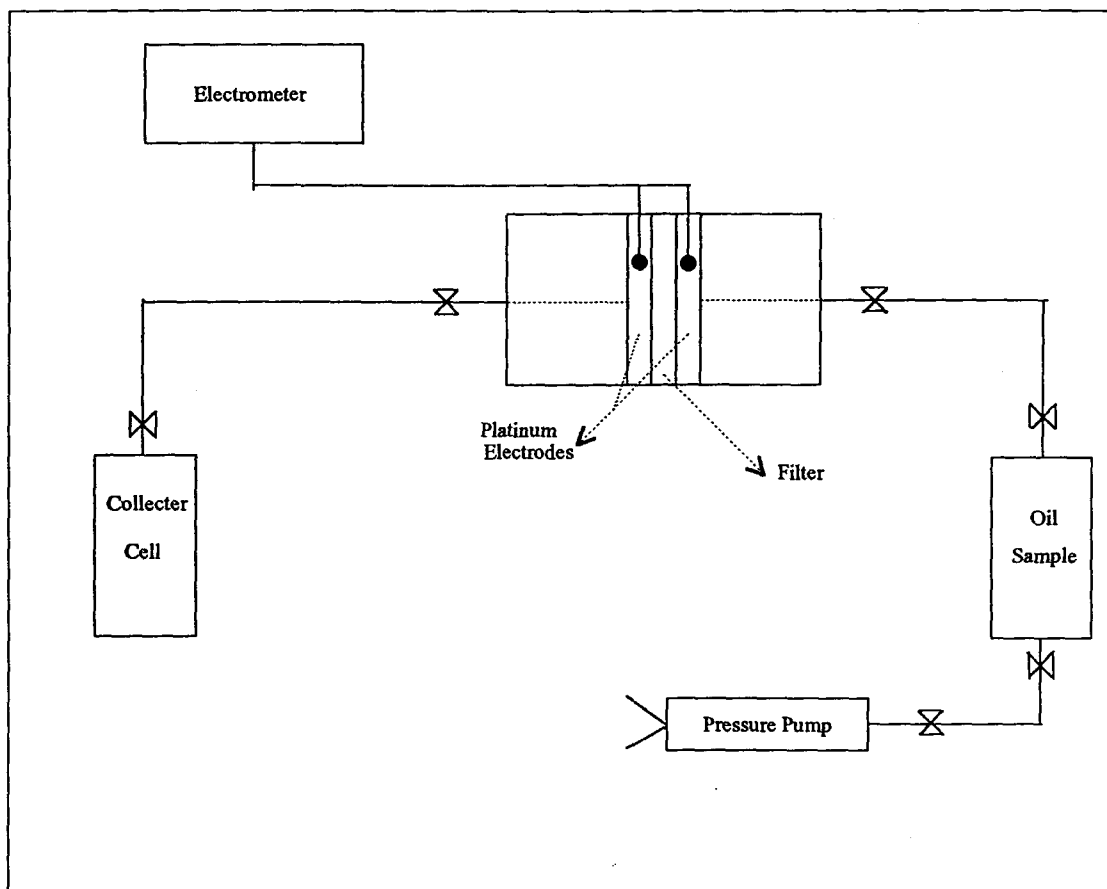 Electrometer
Platinum
Electrodes
Filter
Collecter
Cell
Oil
Sample
Pressure Pump